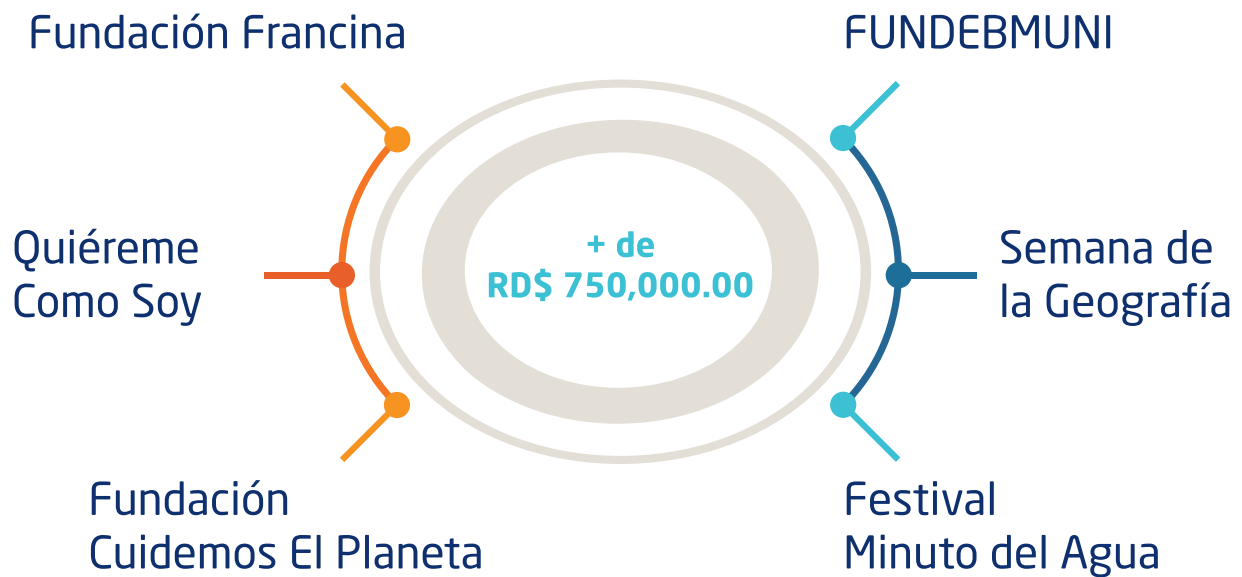 Fundación Francina
FUNDEBMUNI
Quiéreme
Como Soy
+ de
RD$ 750,000.00
Semana de
la Geografía
Fundación
Cuidemos El Planeta
Festival
Minuto del Agua